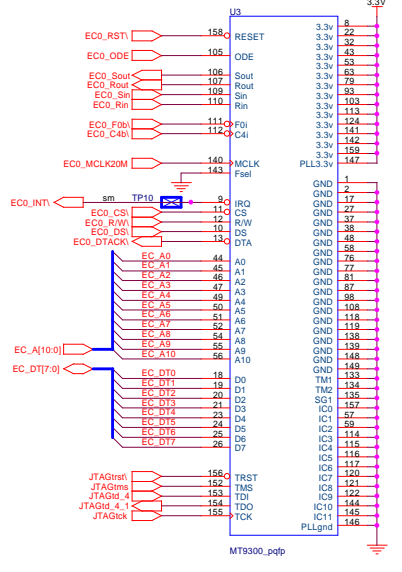 U3
3.3V
EC0_RST\ 158 RESET
EC0_ODE 105 ODE
EC0_Sout 106 Sout
EC0_Rout 107 Rout
EC0_Sin 109 Sin
EC0_Rin 110 Rin
EC0_F0b\ 111 F0i
EC0_C4b\ 112 C4i
EC0_MCLK20M 140 MCLK
143 Fsel
EC0_INT\ sm TP10 9 IRQ
EC0_CS\ 11 CS
EC0_R/W\ 12 R/W
EC0_DS\ 10 DS
EC0_DTACK\ 13 DTA
EC_A0 44 A0
EC_A1 45 A1
EC_A2 46 A2
EC_A3 47 A3
EC_A4 49 A4
EC_A5 50 A5
EC_A6 51 A6
EC_A7 52 A7
EC_A8 54 A8
EC_A9 55 A9
EC_A10 56 A10
EC_A[10:0]
EC_DT[7:0]
EC_DT0 18 D0
EC_DT1 19 D1
EC_DT2 20 D2
EC_DT3 21 D3
EC_DT4 23 D4
EC_DT5 24 D5
EC_DT6 25 D6
EC_DT7 26 D7
JTAGtrst\ 156 TRST
JTAGtms 152 TMS
JTAGtd_4 153 TDI
JTAGtd_4_1 154 TDO
JTAGtck 155 TCK
3.3v 8
3.3v 22
3.3v 32
3.3v 43
3.3v 53
3.3v 63
3.3v 79
3.3v 93
3.3v 103
3.3v 113
3.3v 124
3.3v 141
3.3v 142
3.3v 159
PLL3.3v 147
GND 1
GND 2
GND 17
GND 27
GND 37
GND 38
GND 48
GND 58
GND 76
GND 77
GND 81
GND 87
GND 98
GND 108
GND 118
GND 119
GND 138
GND 139
GND 148
GND 149
TM1 133
TM2 134
SG1 135
IC0 157
IC1 57
IC2 59
IC3 114
IC4 115
IC5 116
IC6 117
IC7 120
IC8 121
IC9 122
IC10 144
IC11 145
PLLgnd 146
MT9300_pqfp